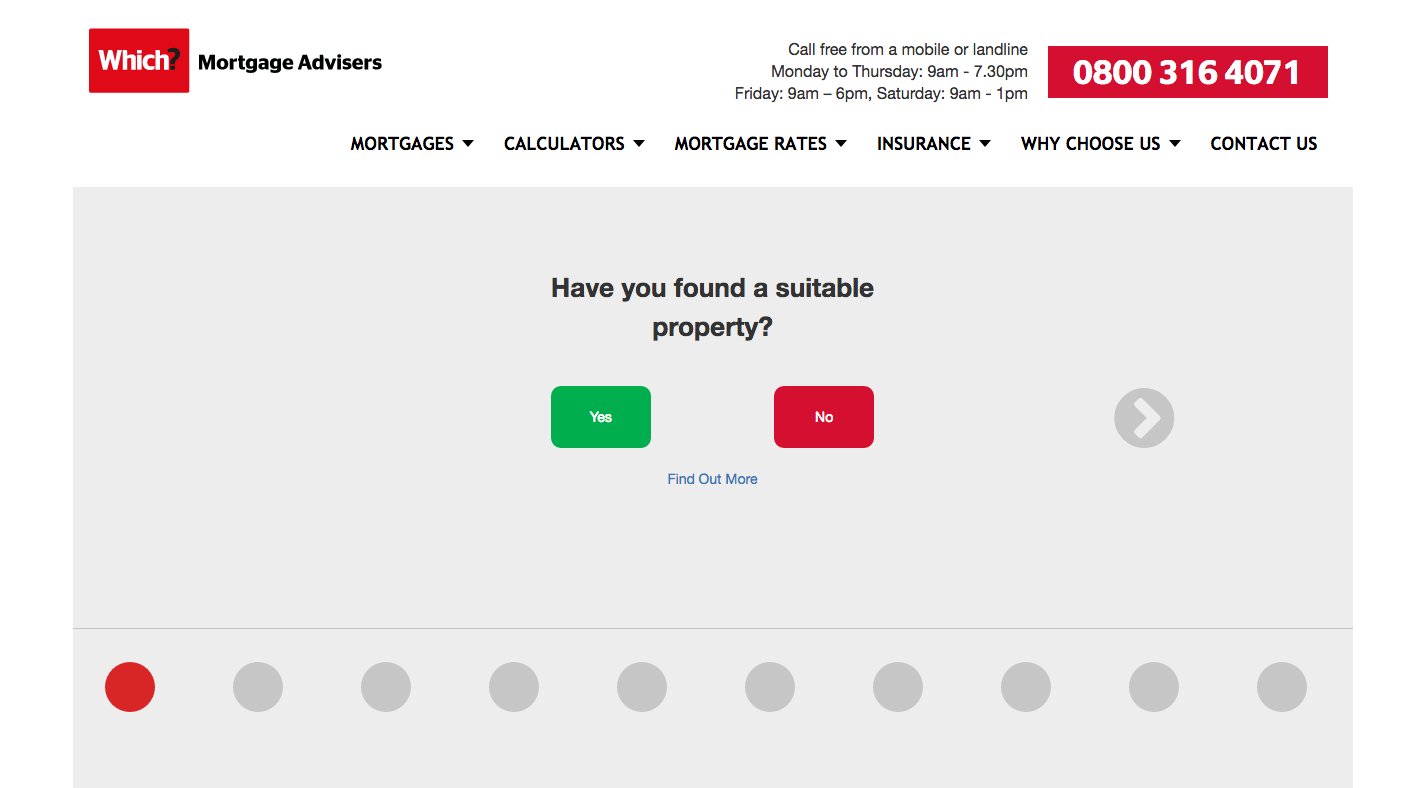 Which? Mortgage Advisers
Call free from a mobile or landline
Monday to Thursday: 9am - 7.30pm
Friday: 9am – 6pm, Saturday: 9am - 1pm
0800 316 4071
MORTGAGES CALCULATORS MORTGAGE RATES INSURANCE WHY CHOOSE US CONTACT US
Have you found a suitable
property?
Yes No
Find Out More